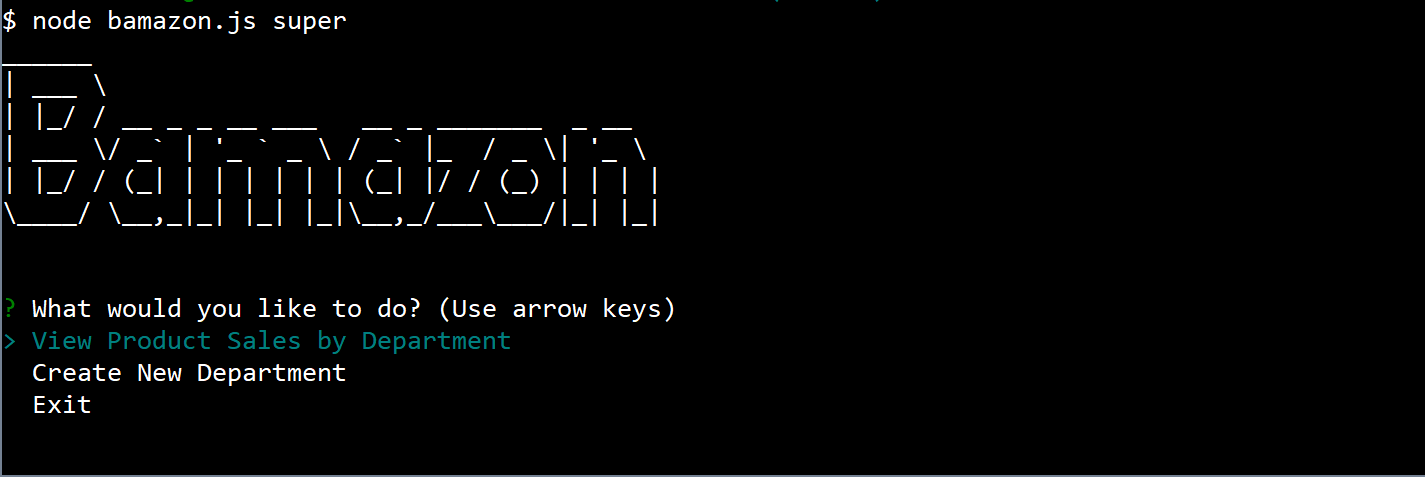 $ node bamazon.js super
Bamazon
? What would you like to do? (Use arrow keys)
> View Product Sales by Department
Create New Department
Exit